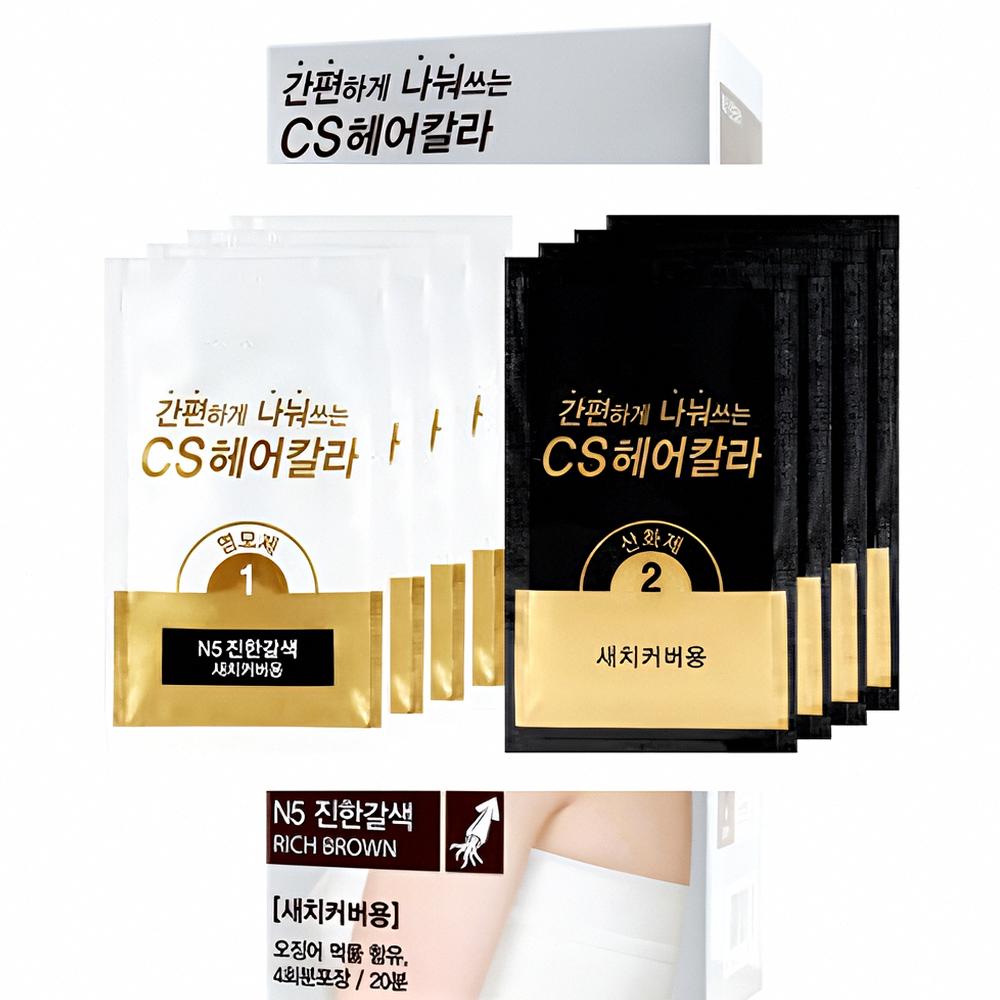 간편하게 나눠쓰는
CS헤어칼라
간편하게 나눠쓰는
CS헤어칼라
염모제
1
N5 진한갈색
새치커버용
간편하게 나눠쓰는
CS헤어칼라
산화제
2
새치커버용
N5 진한갈색
RICH BROWN
[새치커버용]
오징어 먹물 함유,
4회분포장 / 20분